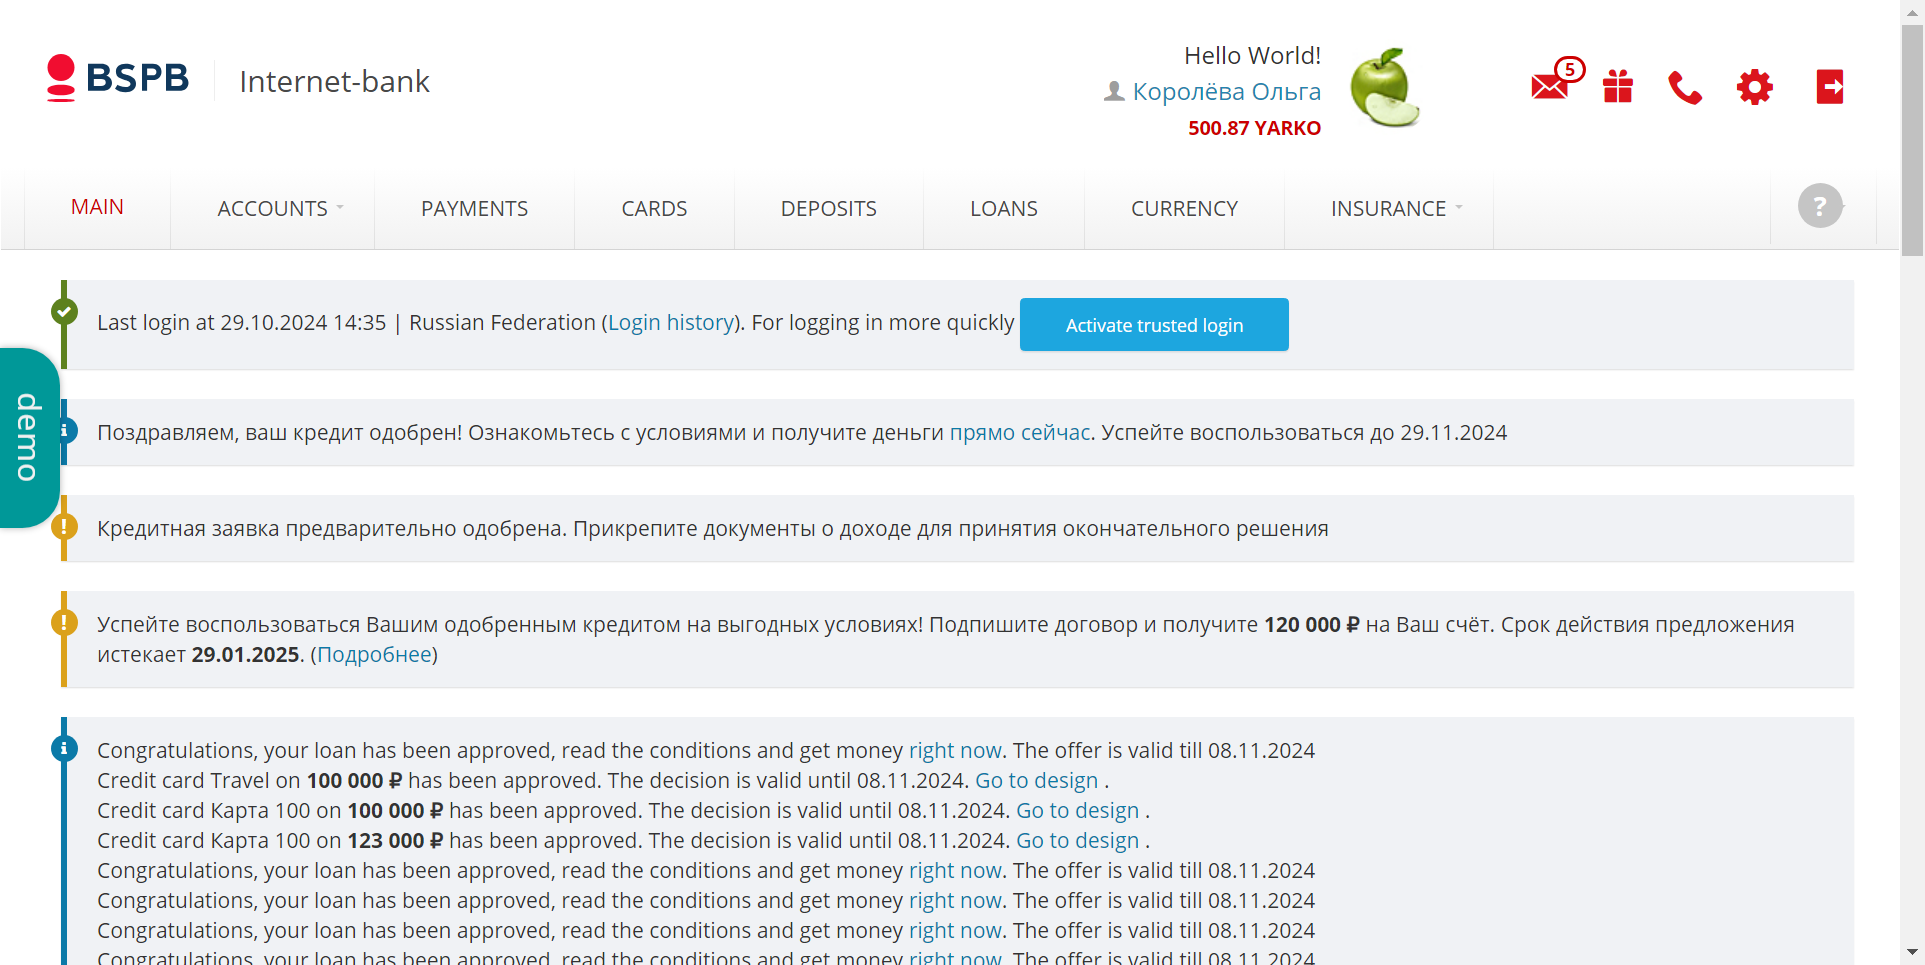 BSPB
Internet-bank
Hello World!
Королёва Ольга
500.87 YARKO
5
MAIN
ACCOUNTS
PAYMENTS
CARDS
DEPOSITS
LOANS
CURRENCY
INSURANCE
?
Last login at 29.10.2024 14:35 | Russian Federation (Login history). For logging in more quickly
Activate trusted login
demo
Поздравляем, ваш кредит одобрен! Ознакомьтесь с условиями и получите деньги прямо сейчас. Успейте воспользоваться до 29.11.2024
Кредитная заявка предварительно одобрена. Прикрепите документы о доходе для принятия окончательного решения
Успейте воспользоваться Вашим одобренным кредитом на выгодных условиях! Подпишите договор и получите 120 000 ₽ на Ваш счёт. Срок действия предложения
истекает 29.01.2025. (Подробнее)
Congratulations, your loan has been approved, read the conditions and get money right now. The offer is valid till 08.11.2024
Credit card Travel on 100 000 ₽ has been approved. The decision is valid until 08.11.2024. Go to design .
Credit card Карта 100 on 100 000 ₽ has been approved. The decision is valid until 08.11.2024. Go to design .
Credit card Карта 100 on 123 000 ₽ has been approved. The decision is valid until 08.11.2024. Go to design .
Congratulations, your loan has been approved, read the conditions and get money right now. The offer is valid till 08.11.2024
Congratulations, your loan has been approved, read the conditions and get money right now. The offer is valid till 08.11.2024
Congratulations, your loan has been approved, read the conditions and get money right now. The offer is valid till 08.11.2024
Congratulations, your loan has been approved, read the conditions and get money right now. The offer is valid till 08.11.2024